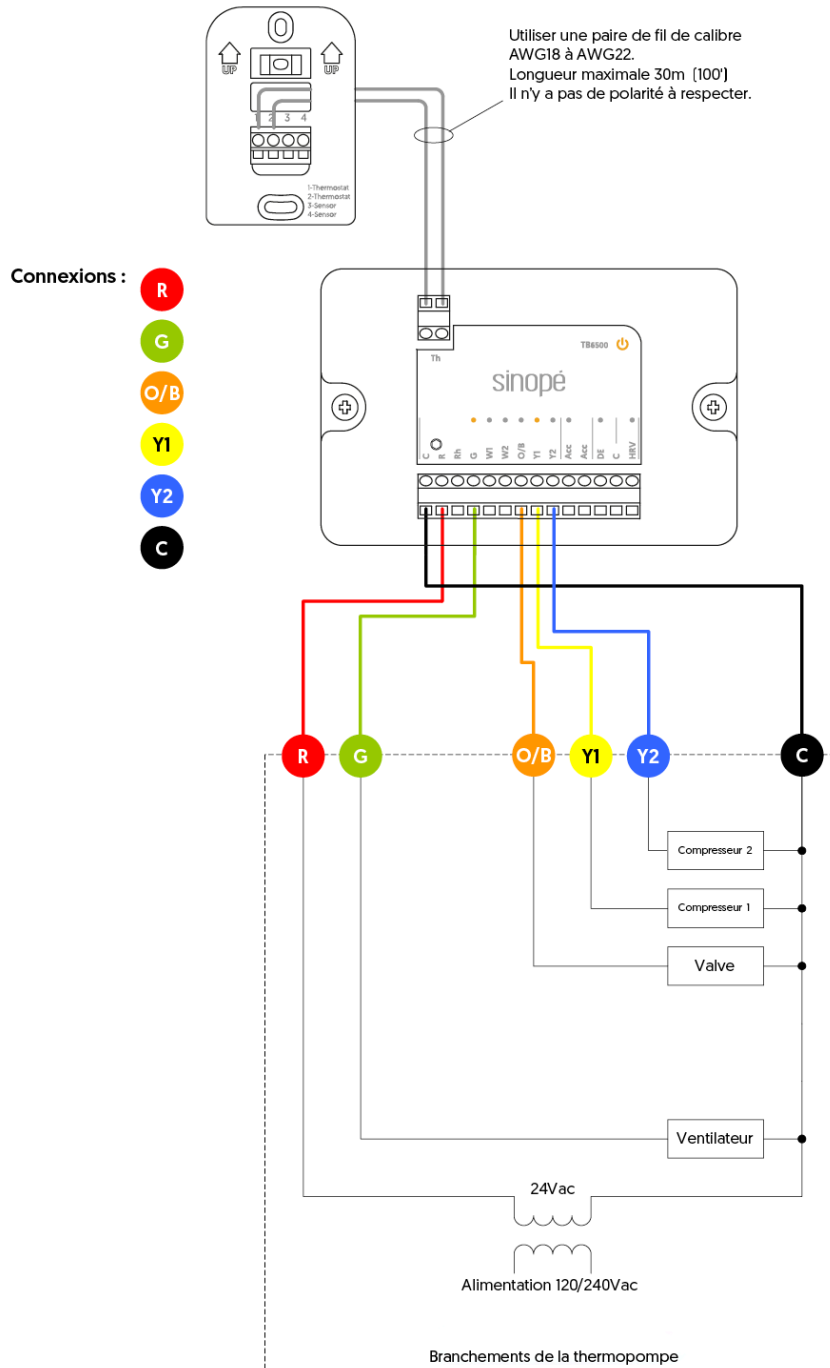 Utiliser une paire de fil de calibre
AWG18 à AWG22.
Longueur maximale 30m (100')
Il n'y a pas de polarité à respecter.
UP
UP
1 2 3 4
1-Thermostat
2-Thermostat
3-Sensor
4-Sensor
Connexions :
R
G
O/B
Y1
Y2
C
Th
TB6500
sinopé
C
R
Rh
G
W1
W2
O/B
Y1
Y2
Acc
Acc
DE
C
HRV
R
G
O/B
Y1
Y2
C
Compresseur 2
Compresseur 1
Valve
Ventilateur
24Vac
Alimentation 120/240Vac
Branchements de la thermopompe